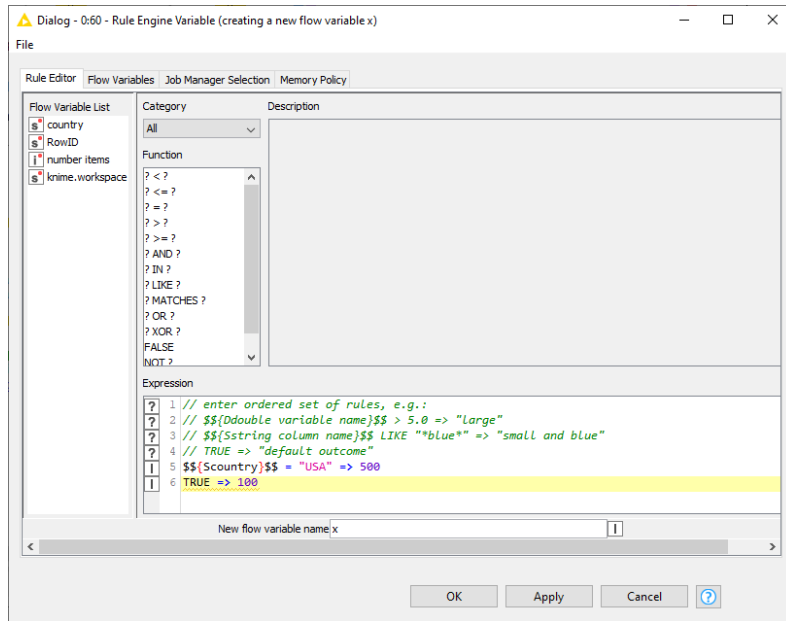 Dialog - 0:60 - Rule Engine Variable (creating a new flow variable x)
File
Rule Editor Flow Variables Job Manager Selection Memory Policy
Flow Variable List
s country
s RowID
i number items
s knime.workspace
Category
All
Function
? < ?
? <= ?
? = ?
? > ?
? >= ?
? AND ?
? IN ?
? LIKE ?
? MATCHES ?
? OR ?
? XOR ?
FALSE
NOT ?
Description
Expression
? 1 // enter ordered set of rules, e.g.:
? 2 // $${Ddouble variable name}$$ > 5.0 => "large"
? 3 // $${Sstring column name}$$ LIKE "*blue*" => "small and blue"
? 4 // TRUE => "default outcome"
I 5 $${Scountry}$$ = "USA" => 500
I 6 TRUE => 100
New flow variable name x I
OK Apply Cancel ?